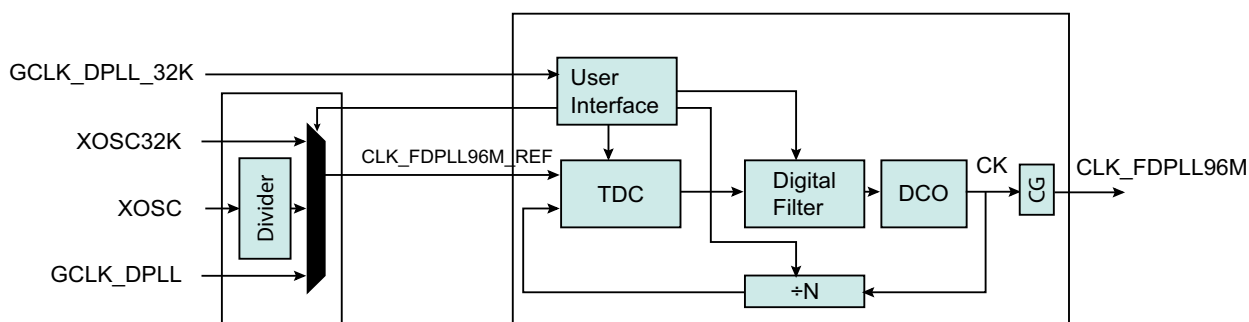 GCLK_DPLL_32K
User
Interface
XOSC32K
CLK_FDPLL96M_REF
Divider
XOSC
TDC
Digital
Filter
DCO
CK
CG
CLK_FDPLL96M
GCLK_DPLL
÷N